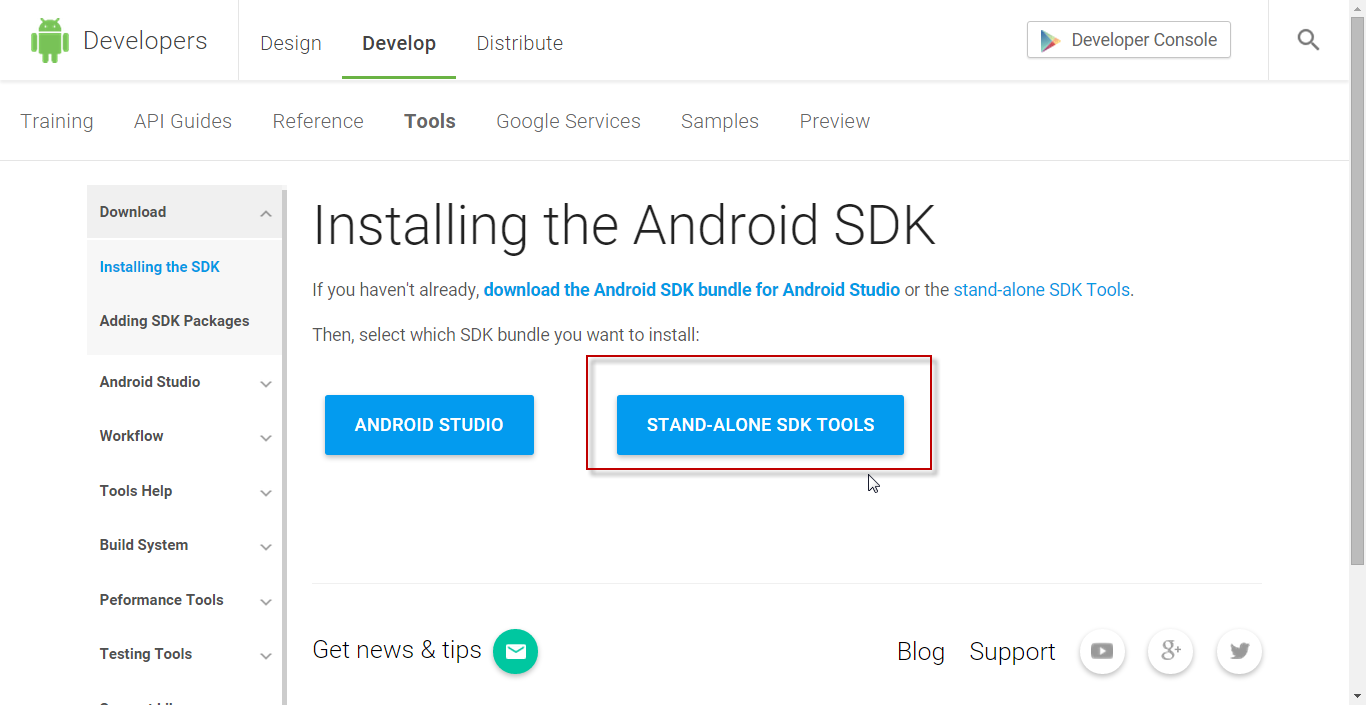 Developers
Design
Develop
Distribute
Developer Console
Training
API Guides
Reference
Tools
Google Services
Samples
Preview
Download
Installing the SDK
Adding SDK Packages
Android Studio
Workflow
Tools Help
Build System
Peformance Tools
Testing Tools
Installing the Android SDK
If you haven't already, download the Android SDK bundle for Android Studio or the stand-alone SDK Tools.
Then, select which SDK bundle you want to install:
ANDROID STUDIO
STAND-ALONE SDK TOOLS
Get news & tips
Blog
Support
g+